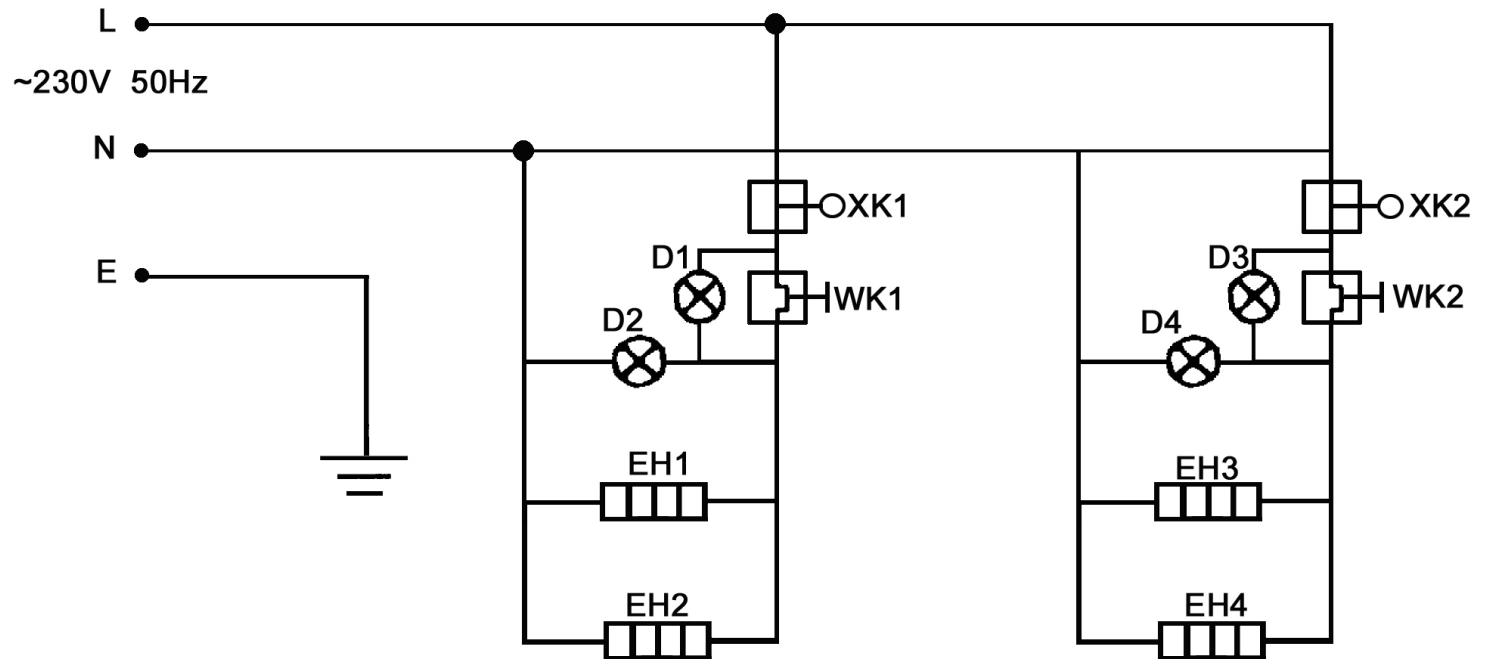 L
~230V 50Hz
N
E
XK1
XK2
D1
D3
WK1
WK2
D2
D4
EH1
EH3
EH2
EH4